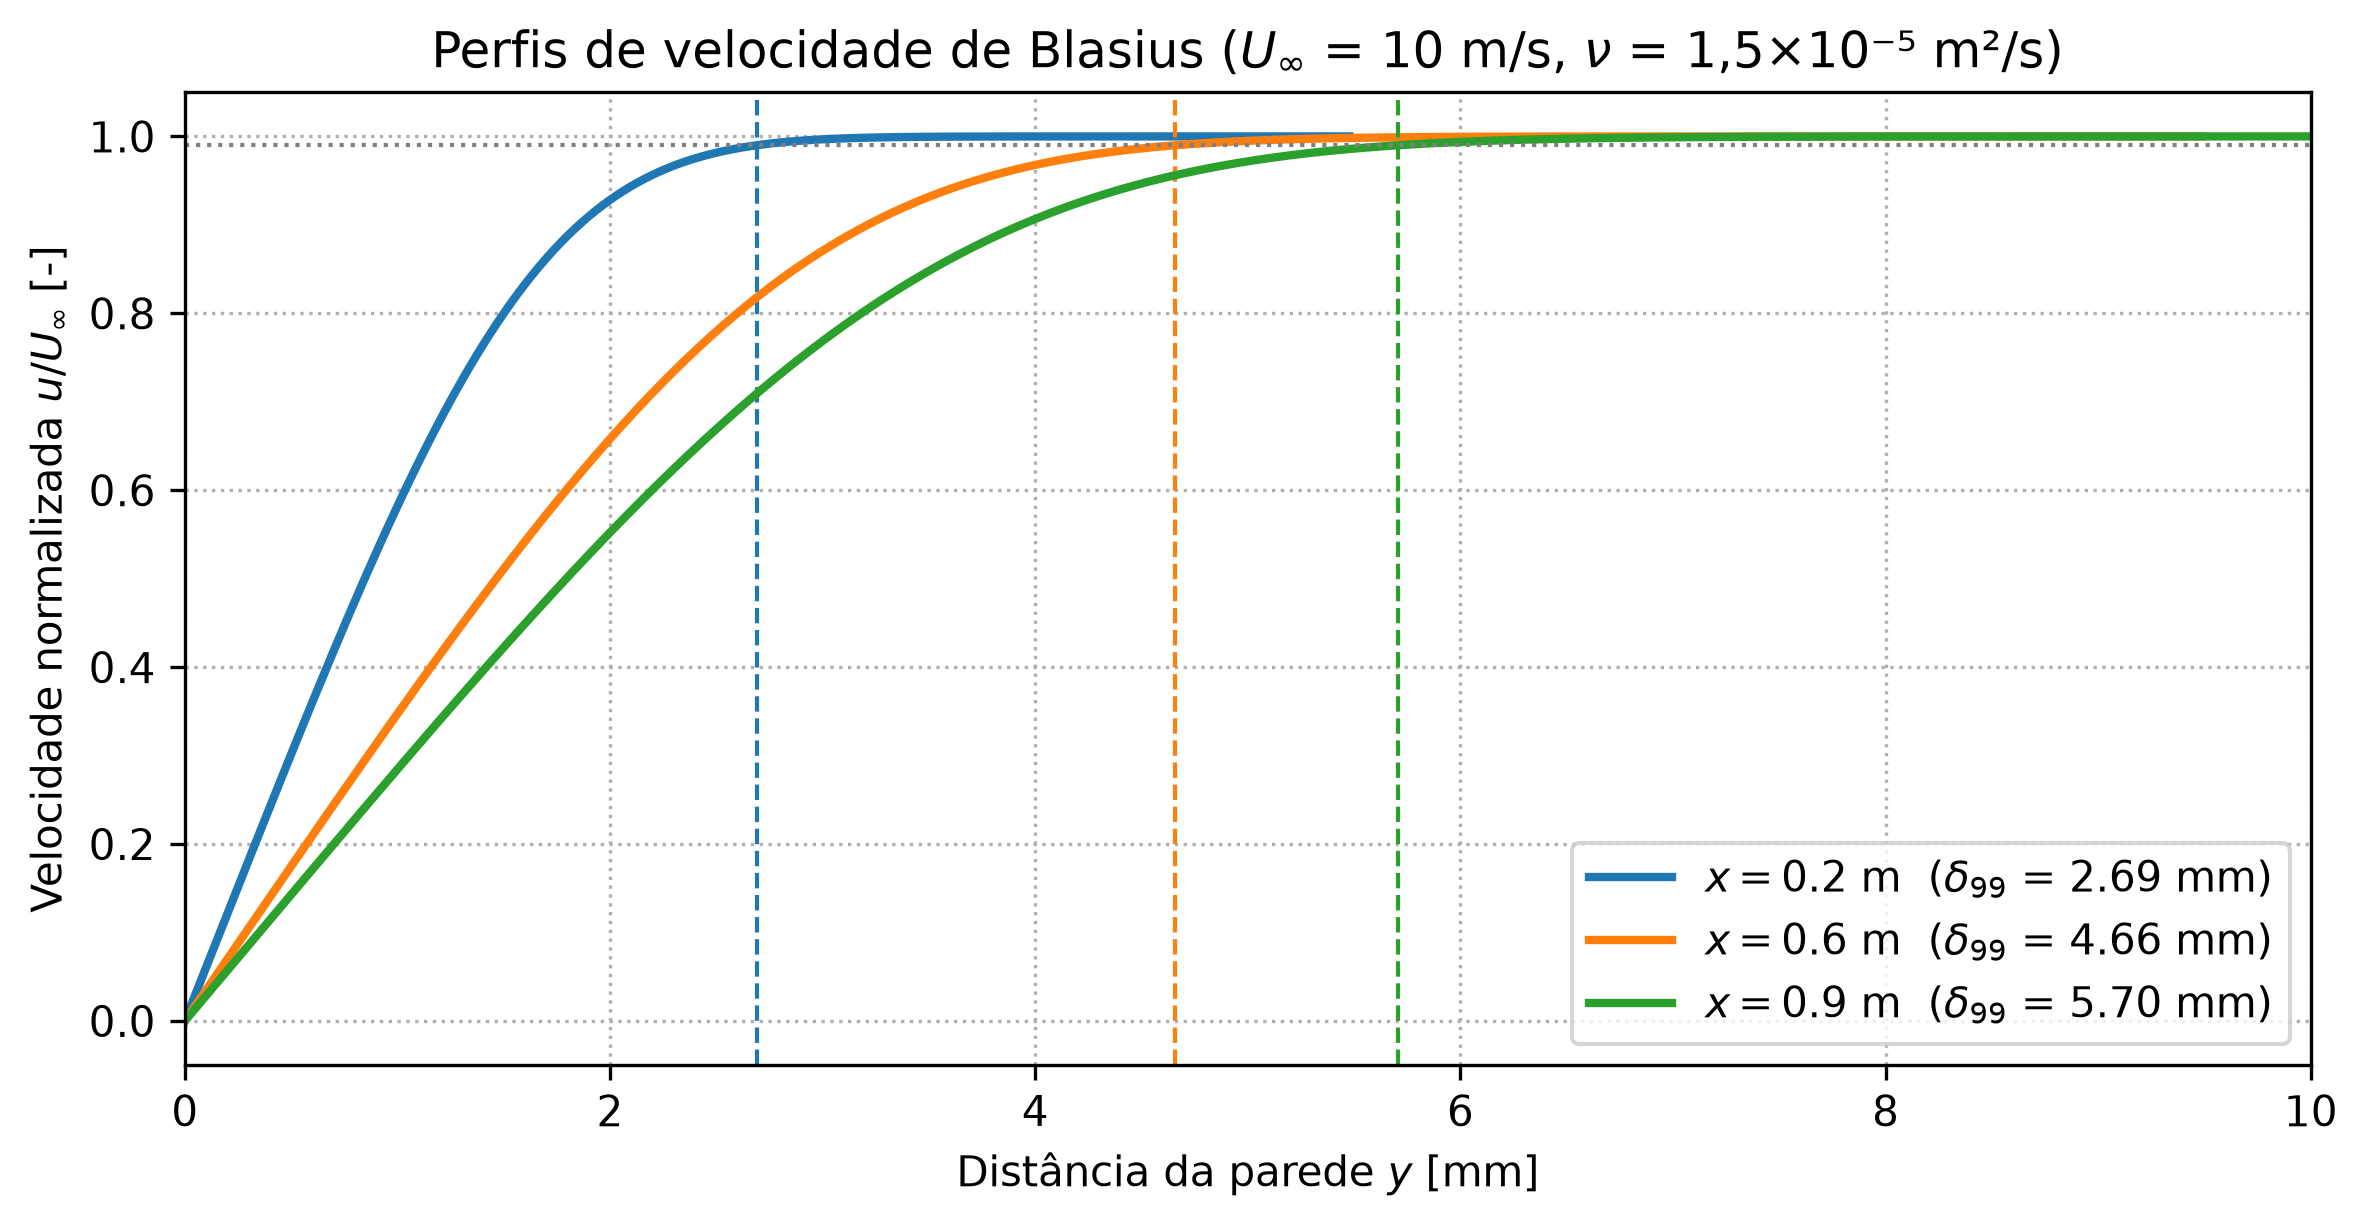 Perfis de velocidade de Blasius (U∞ = 10 m/s, ν = 1,5×10⁻⁵ m²/s)
Velocidade normalizada u/U∞ [-]
1.0
0.8
0.6
0.4
0.2
0.0
x = 0.2 m (δ₉₉ = 2.69 mm)
x = 0.6 m (δ₉₉ = 4.66 mm)
x = 0.9 m (δ₉₉ = 5.70 mm)
0 2 4 6 8 10
Distância da parede y [mm]